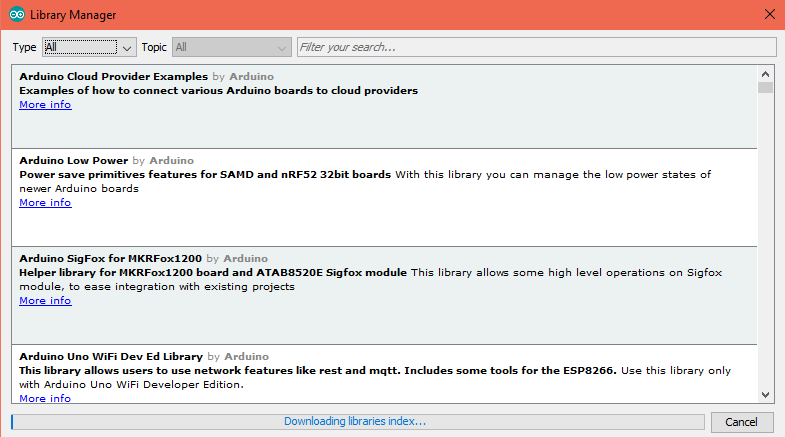 Library Manager
Type All Topic All Filter your search...
Arduino Cloud Provider Examples by Arduino
Examples of how to connect various Arduino boards to cloud providers
More info
Arduino Low Power by Arduino
Power save primitives features for SAMD and nRF52 32bit boards With this library you can manage the low power states of
newer Arduino boards
More info
Arduino SigFox for MKRFox1200 by Arduino
Helper library for MKRFox1200 board and ATAB8520E Sigfox module This library allows some high level operations on Sigfox
module, to ease integration with existing projects
More info
Arduino Uno WiFi Dev Ed Library by Arduino
This library allows users to use network features like rest and mqtt. Includes some tools for the ESP8266. Use this library only
with Arduino Uno WiFi Developer Edition.
More info
Downloading libraries index... Cancel